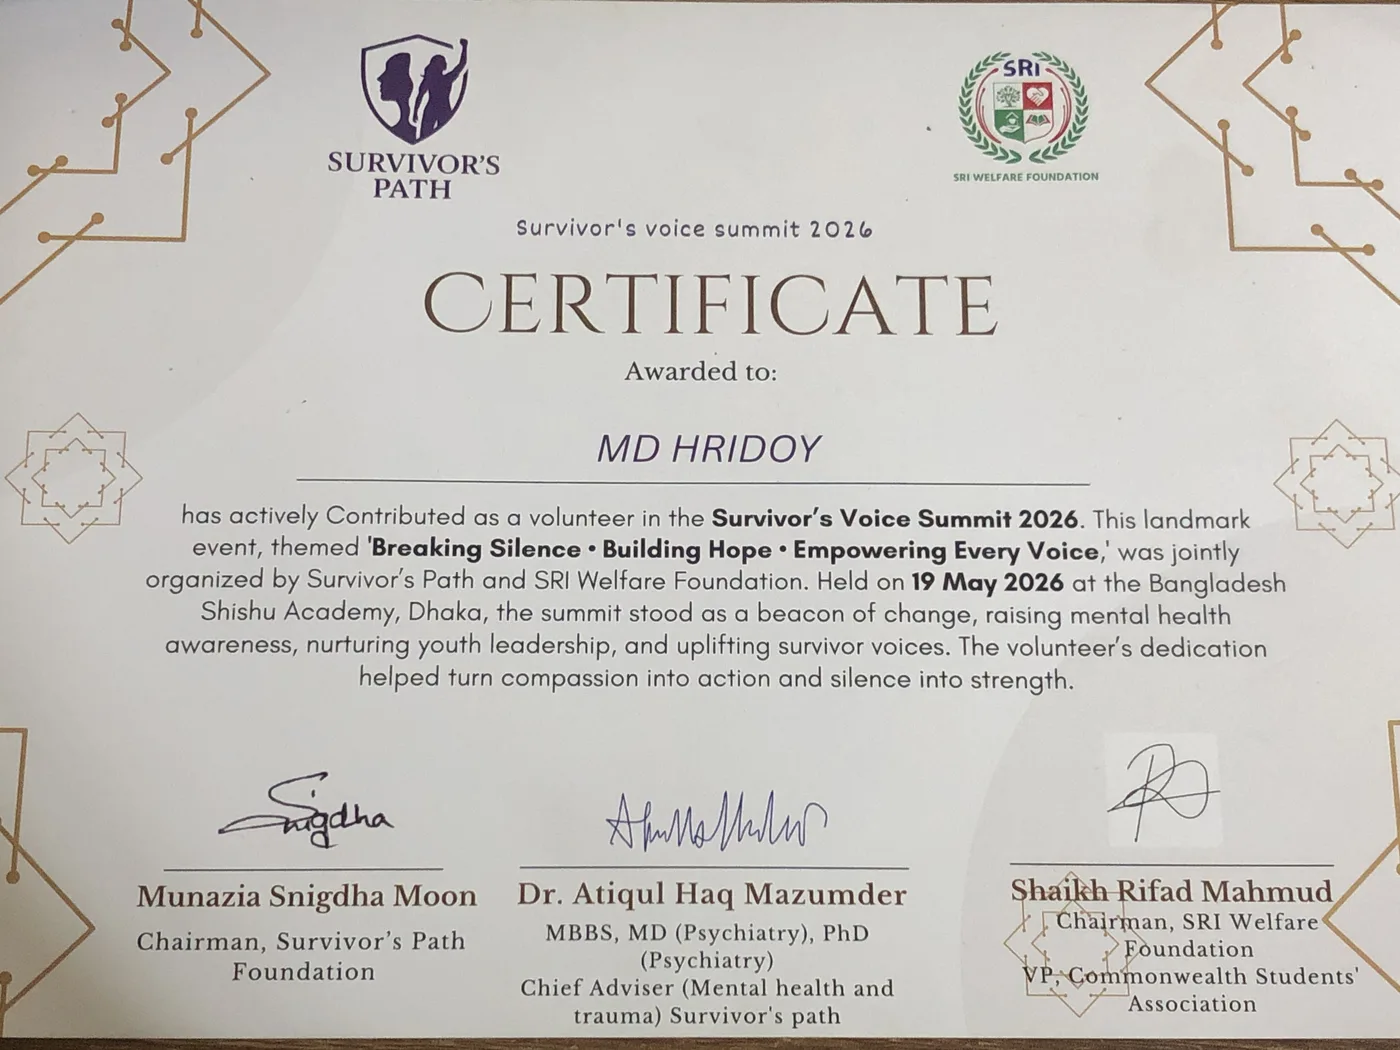 SURVIVOR'S
PATH
SRI
SRI WELFARE FOUNDATION
Survivor's voice summit 2026
CERTIFICATE
Awarded to:
MD HRIDOY
has actively Contributed as a volunteer in the Survivor's Voice Summit 2026. This landmark
event, themed 'Breaking Silence • Building Hope • Empowering Every Voice,' was jointly
organized by Survivor's Path and SRI Welfare Foundation. Held on 19 May 2026 at the Bangladesh
Shishu Academy, Dhaka, the summit stood as a beacon of change, raising mental health
awareness, nurturing youth leadership, and uplifting survivor voices. The volunteer's dedication
helped turn compassion into action and silence into strength.
Snigdha
Munazia Snigdha Moon
Chairman, Survivor's Path
Foundation
Dr. Atiqul Haq Mazumder
MBBS, MD (Psychiatry), PhD
(Psychiatry)
Chief Adviser (Mental health and
trauma) Survivor's path
Shaikh Rifad Mahmud
Chairman, SRI Welfare
Foundation
VP, Commonwealth Students'
Association